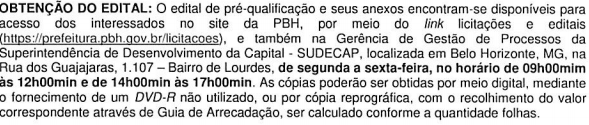 OBTENÇÃO DO EDITAL: O edital de pré-qualificação e seus anexos encontram-se disponíveis para
acesso dos interessados no site da PBH, por meio do link licitações e editais
(https://prefeitura.pbh.gov.br/licitacoes), e também na Gerência de Gestão de Processos da
Superintendência de Desenvolvimento da Capital - SUDECAP, localizada em Belo Horizonte, MG, na
Rua dos Guajajaras, 1.107 – Bairro de Lourdes, de segunda a sexta-feira, no horário de 09h00mim
às 12h00min e de 14h00min às 17h00min. As cópias poderão ser obtidas por meio digital, mediante
o fornecimento de um DVD-R não utilizado, ou por cópia reprográfica, com o recolhimento do valor
correspondente através de Guia de Arrecadação, ser calculado conforme a quantidade folhas.